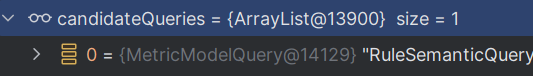 candidateQueries = {ArrayList@13900} size = 1
0 = {MetricModelQuery@14129} "RuleSemanticQuery